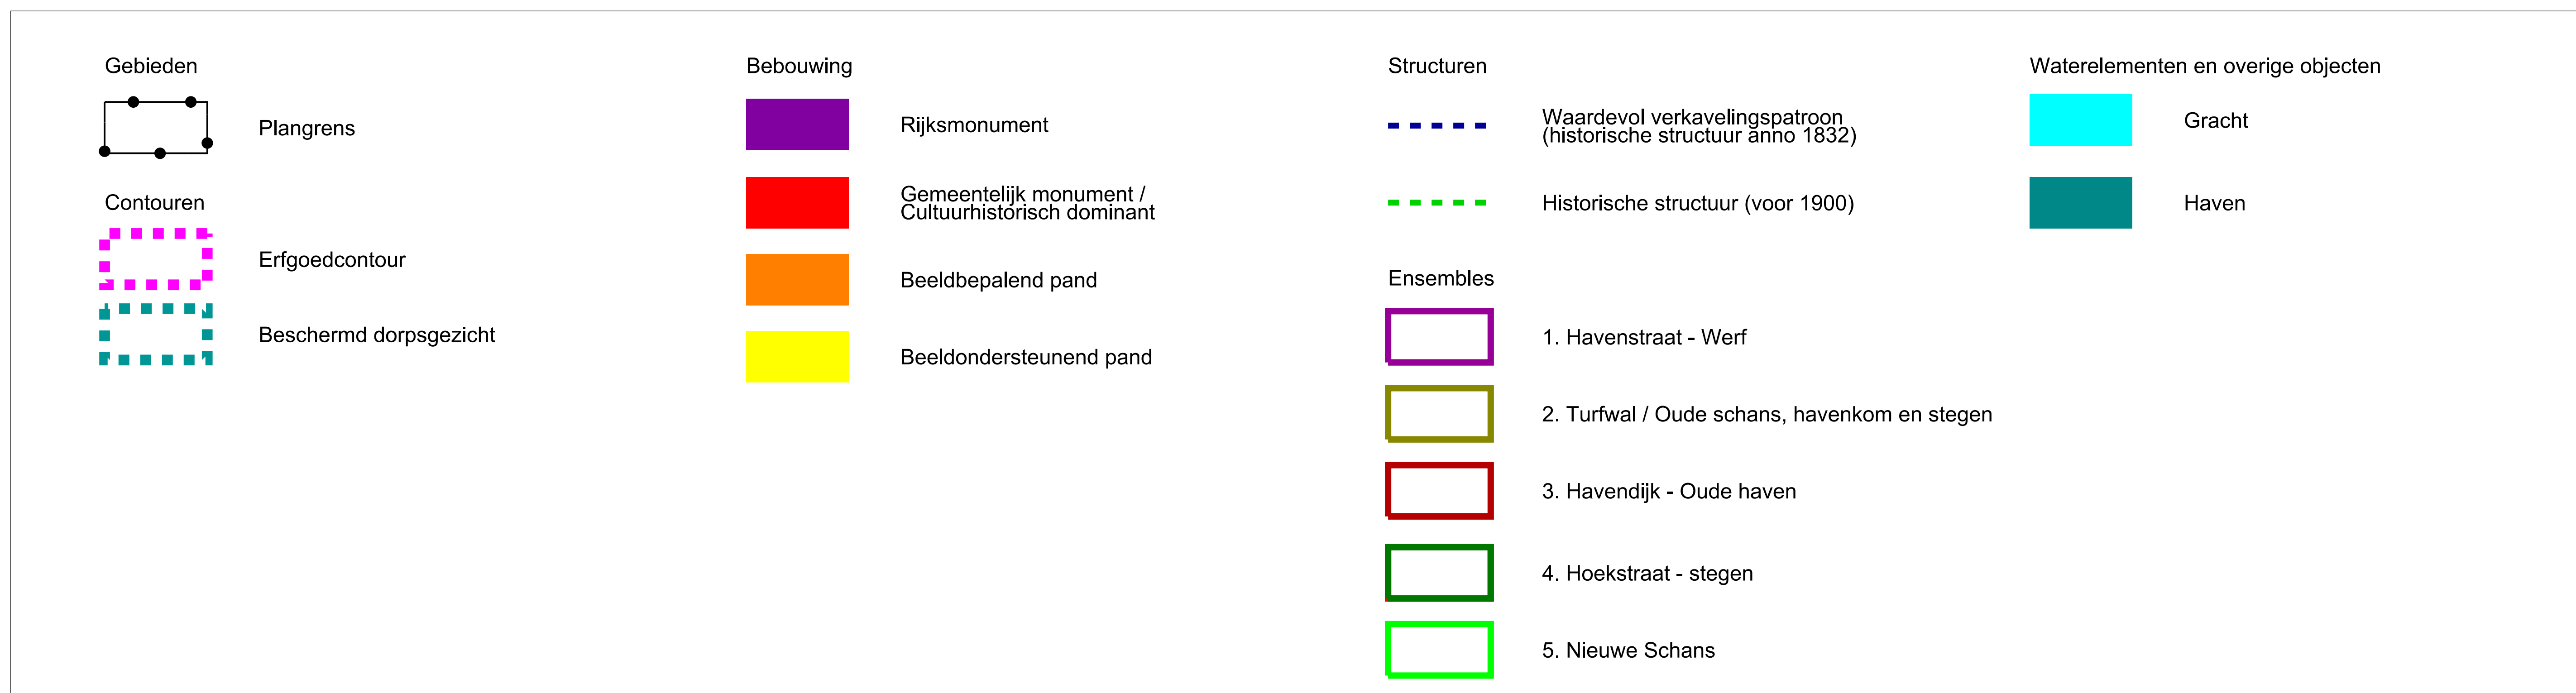 Gebieden
Plangrens
Contouren
Erfgoedcontour
Beschermd dorpsgezicht
Bebouwing
Rijksmonument
Gemeentelijk monument /
Cultuurhistorisch dominant
Beeldbepalend pand
Beeldondersteunend pand
Structuren
Waardevol verkavelingspatroon
(historische structuur anno 1832)
Historische structuur (voor 1900)
Ensembles
1. Havenstraat - Werf
2. Turfwal / Oude schans, havenkom en stegen
3. Havendijk - Oude haven
4. Hoekstraat - stegen
5. Nieuwe Schans
Waterelementen en overige objecten
Gracht
Haven